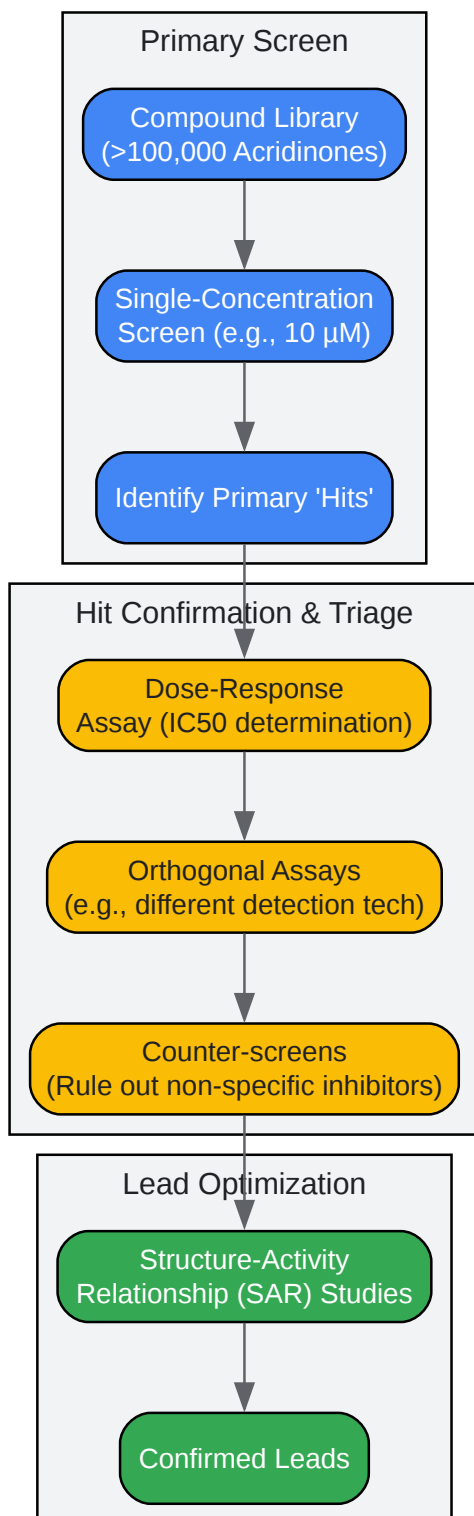 Primary Screen
Compound Library
(>100,000 Acridinones)
Single-Concentration
Screen (e.g., 10 µM)
Identify Primary 'Hits'
Hit Confirmation & Triage
Dose-Response
Assay (IC50 determination)
Orthogonal Assays
(e.g., different detection tech)
Counter-screens
(Rule out non-specific inhibitors)
Lead Optimization
Structure-Activity
Relationship (SAR) Studies
Confirmed Leads